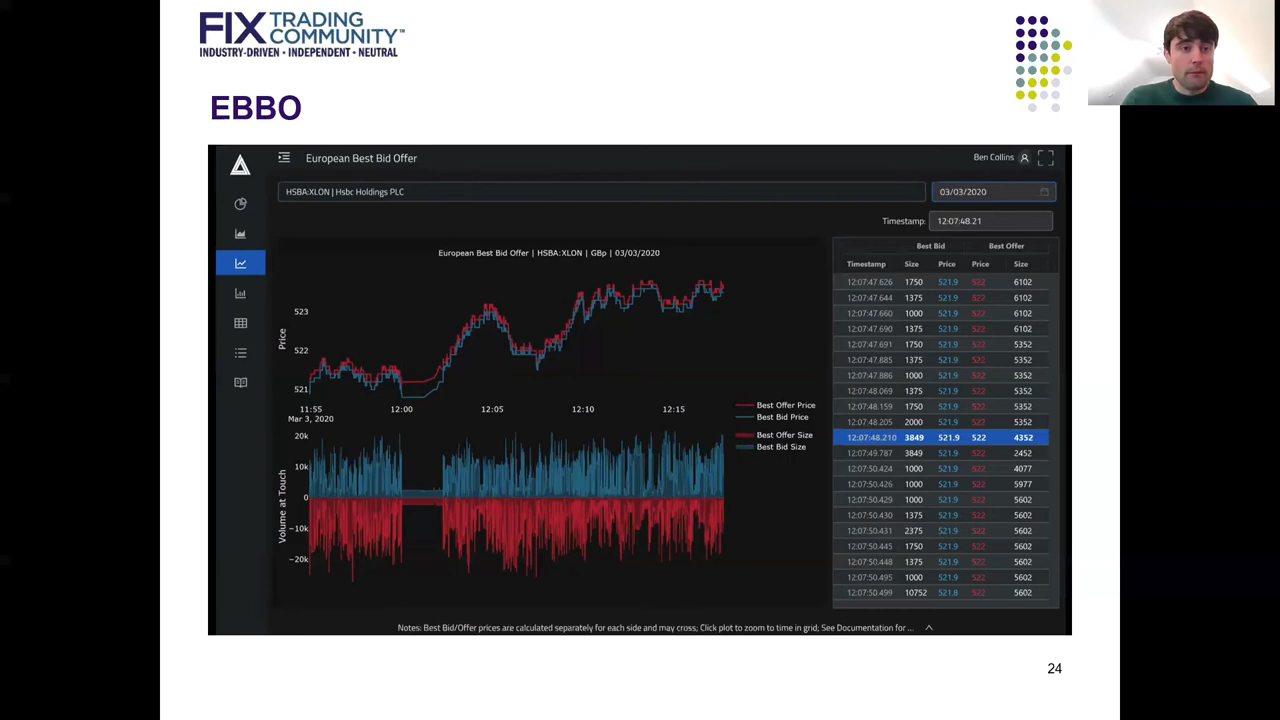 FIX TRADING COMMUNITY™
INDUSTRY-DRIVEN • INDEPENDENT • NEUTRAL
EBBO
European Best Bid Offer
Ben Collins
HSBA:XLON | Hsbc Holdings PLC
03/03/2020
Timestamp: 12:07:48.21
European Best Bid Offer | HSBA:XLON | GBp | 03/03/2020
Price
523
522
521
11:55 12:00 12:05 12:10 12:15
Mar 3, 2020
Best Offer Price
Best Bid Price
Best Offer Size
Best Bid Size
Volume at Touch
20k
10k
0
−10k
−20k
Best Bid Best Offer
Timestamp Size Price Price Size
12:07:47.626 1750 521.9 522 6102
12:07:47.644 1375 521.9 522 6102
12:07:47.660 1000 521.9 522 6102
12:07:47.690 1375 521.9 522 6102
12:07:47.691 1750 521.9 522 5352
12:07:47.885 1375 521.9 522 5352
12:07:47.886 1000 521.9 522 5352
12:07:48.069 1375 521.9 522 5352
12:07:48.159 1750 521.9 522 5352
12:07:48.205 2000 521.9 522 5352
12:07:48.210 3849 521.9 522 4352
12:07:49.787 3849 521.9 522 2452
12:07:50.424 1000 521.9 522 4077
12:07:50.426 1000 521.9 522 5977
12:07:50.429 1000 521.9 522 5602
12:07:50.430 1375 521.9 522 5602
12:07:50.431 2375 521.9 522 5602
12:07:50.445 1750 521.9 522 5602
12:07:50.448 1375 521.9 522 5602
12:07:50.495 1000 521.9 522 5602
12:07:50.499 10752 521.8 522 5602
Notes: Best Bid/Offer prices are calculated separately for each side and may cross; Click plot to zoom to time in grid; See Documentation for ...
24